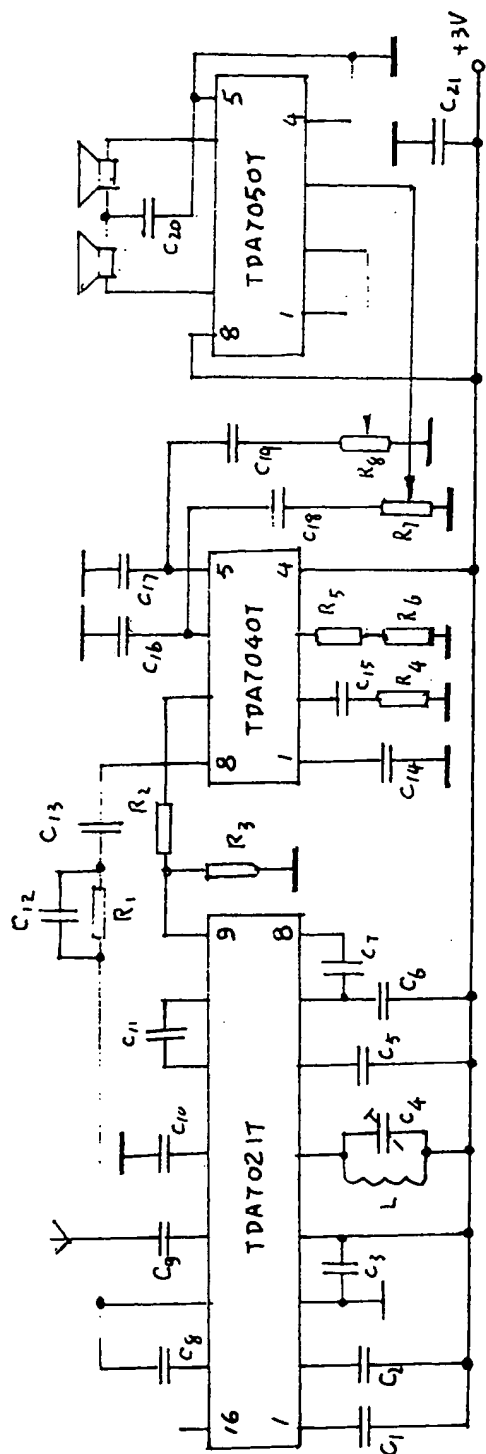 C8
C9
C10
C11
C12
R1
C13
16
9
TDA7021T
1
8
C1
C2
C3
L
C4
C5
C6
C7
R2
R3
C16
C17
8
5
TDA7040T
1
4
C14
C15
R4
R5
R6
C18
C19
R7
R8
C20
8
5
TDA7050T
1
4
C21
+3V